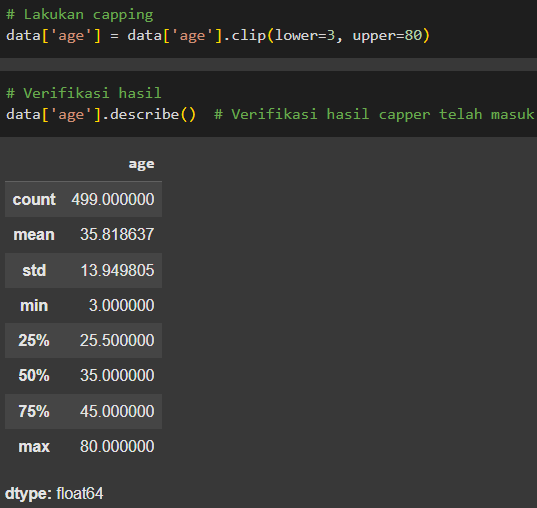 # Lakukan capping
data['age'] = data['age'].clip(lower=3, upper=80)
# Verifikasi hasil
data['age'].describe()  # Verifikasi hasil capper telah masuk
age
count 499.000000
mean 35.818637
std 13.949805
min 3.000000
25% 25.500000
50% 35.000000
75% 45.000000
max 80.000000
dtype: float64